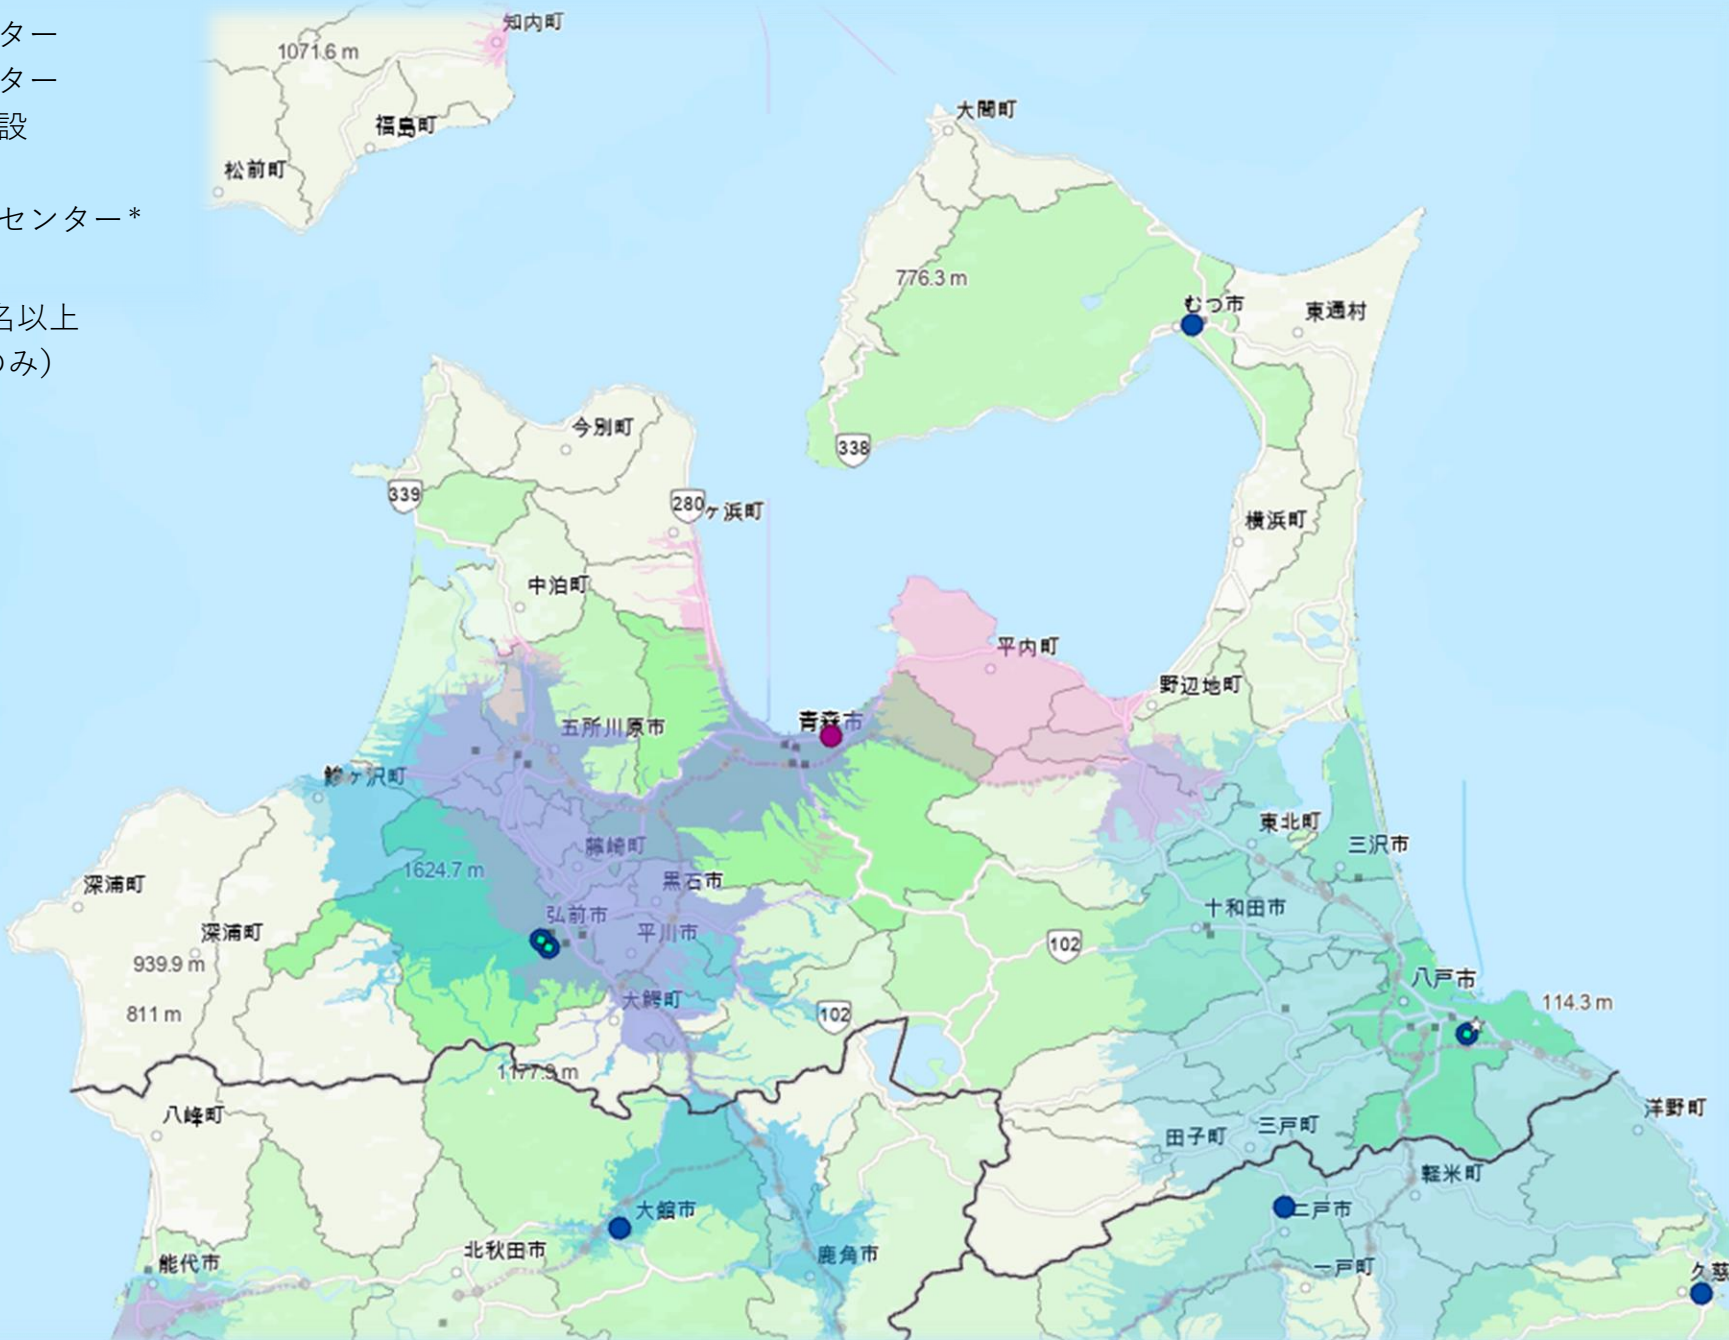 ター
ター
設
センター*
名以上
のみ）
知内町
1071.6 m
福島町
松前町
大間町
776.3 m
むつ市
東通村
338
今別町
339
280
ヶ浜町
横浜町
中泊町
平内町
野辺地町
青森市
五所川原市
鰺ヶ沢町
東北町
三沢市
藤崎町
1624.7 m
黒石市
深浦町
弘前市
十和田市
深浦町
平川市
102
939.9 m
八戸市
大鰐町
114.3 m
811 m
102
1177.9 m
八峰町
洋野町
三戸町
田子町
軽米町
大館市
二戸市
北秋田市
鹿角市
能代市
一戸町
久慈